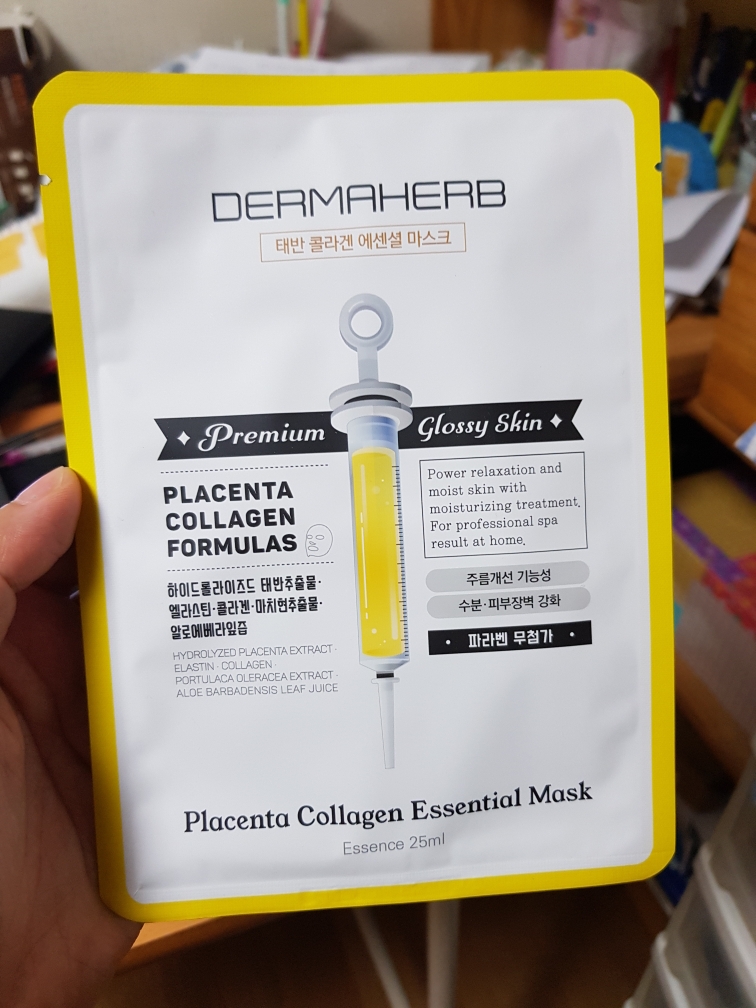 DERMAHERB
태반 콜라겐 에센셜 마스크
Premium
Glossy Skin
PLACENTA
COLLAGEN
FORMULAS
하이드롤라이즈드 태반추출물·
엘라스틴·콜라겐·마치현추출물·
알로에베라잎즙
HYDROLYZED PLACENTA EXTRACT ·
ELASTIN · COLLAGEN ·
PORTULACA OLERACEA EXTRACT ·
ALOE BARBADENSIS LEAF JUICE
Power relaxation and
moist skin with
moisturizing treatment.
For professional spa
result at home.
주름개선 기능성
수분·피부장벽 강화
· 파라벤 무첨가 ·
Placenta Collagen Essential Mask
Essence 25ml